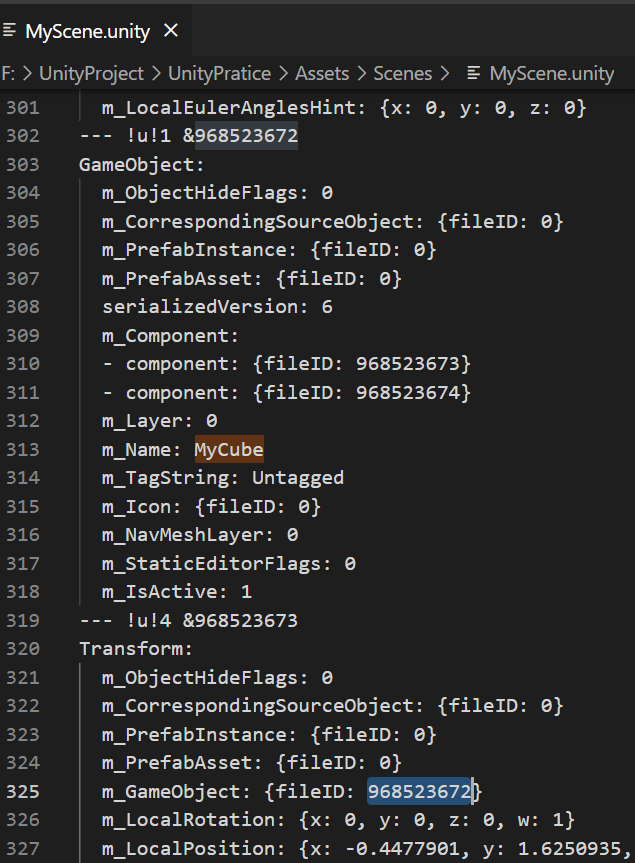 MyScene.unity ×
F: > UnityProject > UnityPratice > Assets > Scenes > MyScene.unity
301 m_LocalEulerAnglesHint: {x: 0, y: 0, z: 0}
302 --- !u!1 &968523672
303 GameObject:
304 m_ObjectHideFlags: 0
305 m_CorrespondingSourceObject: {fileID: 0}
306 m_PrefabInstance: {fileID: 0}
307 m_PrefabAsset: {fileID: 0}
308 serializedVersion: 6
309 m_Component:
310 - component: {fileID: 968523673}
311 - component: {fileID: 968523674}
312 m_Layer: 0
313 m_Name: MyCube
314 m_TagString: Untagged
315 m_Icon: {fileID: 0}
316 m_NavMeshLayer: 0
317 m_StaticEditorFlags: 0
318 m_IsActive: 1
319 --- !u!4 &968523673
320 Transform:
321 m_ObjectHideFlags: 0
322 m_CorrespondingSourceObject: {fileID: 0}
323 m_PrefabInstance: {fileID: 0}
324 m_PrefabAsset: {fileID: 0}
325 m_GameObject: {fileID: 968523672}
326 m_LocalRotation: {x: 0, y: 0, z: 0, w: 1}
327 m_LocalPosition: {x: -0.4477901, y: 1.6250935,